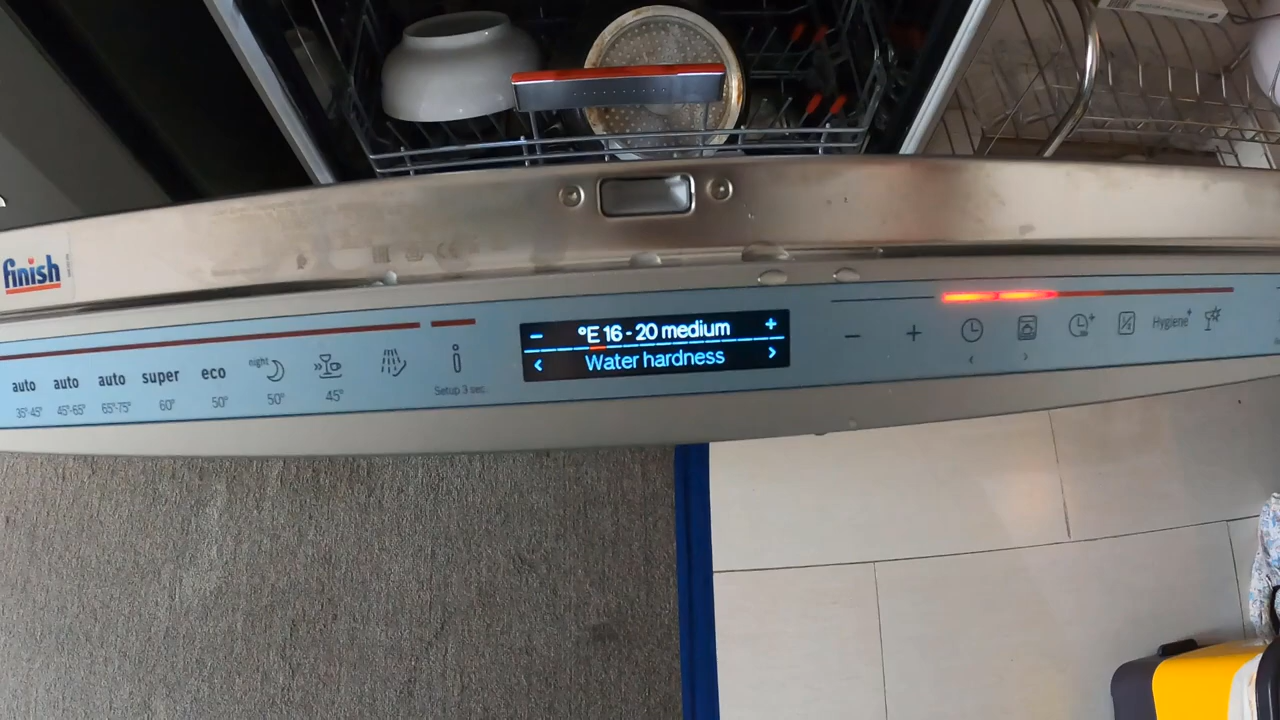 finish
auto auto auto super eco night
35°-45° 45°-65° 65°-75° 60° 50° 50° 45°
i
Setup 3 sec.
- °E 16 - 20 medium +
< Water hardness >
- +
Hygiene+
< >